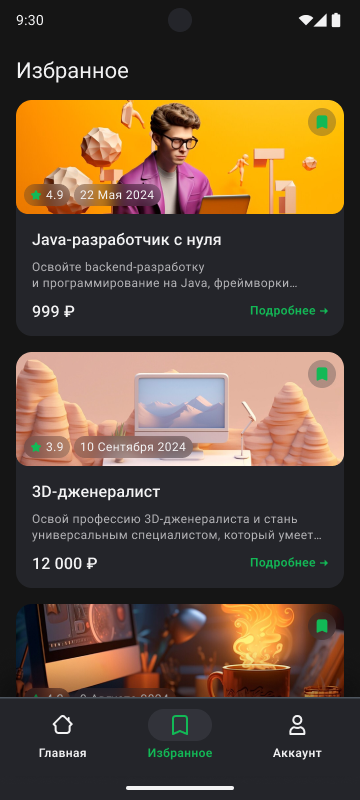 9:30
Избранное
4.9
22 Мая 2024
Java-разработчик с нуля
Освойте backend-разработку
и программирование на Java, фреймворки…
999 ₽
Подробнее →
3.9
10 Сентября 2024
3D-дженералист
Освой профессию 3D-дженералиста и стань
универсальным специалистом, который умеет…
12 000 ₽
Подробнее →
Главная
Избранное
Аккаунт